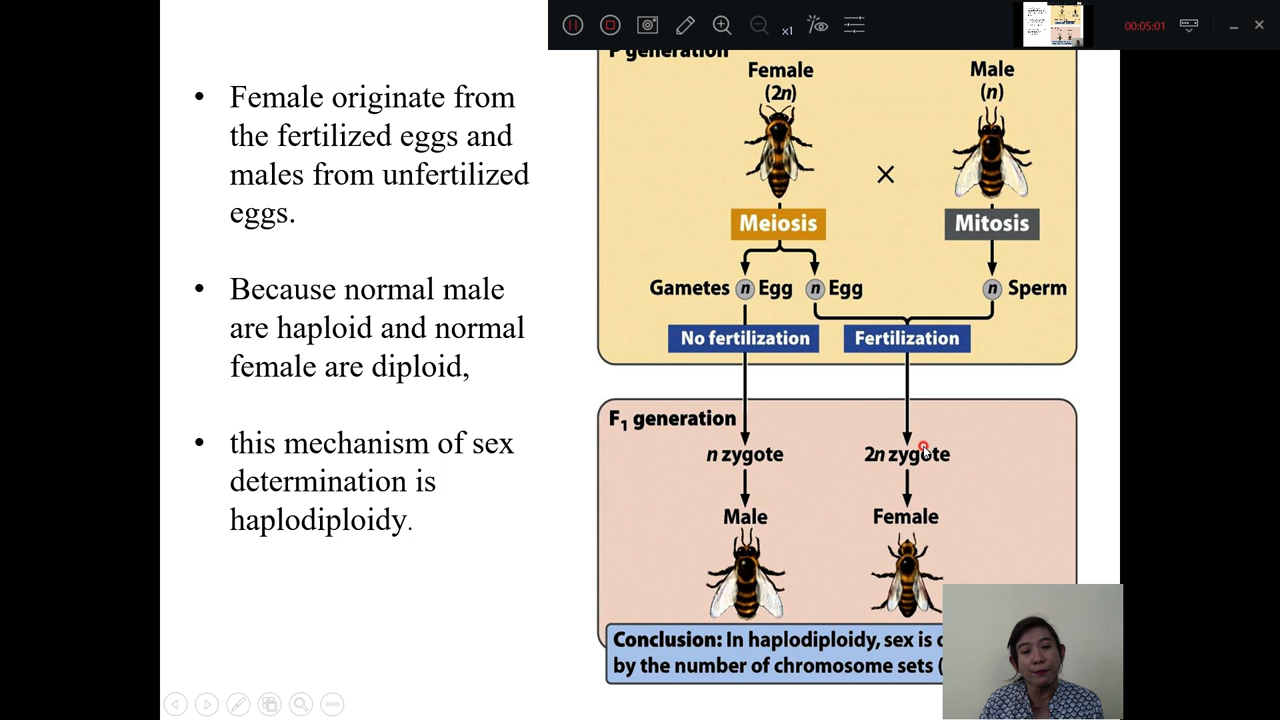 x1
00:05:01
• Female originate from
the fertilized eggs and
males from unfertilized
eggs.
• Because normal male
are haploid and normal
female are diploid,
• this mechanism of sex
determination is
haplodiploidy.
P generation
Female
(2n)
Male
(n)
×
Meiosis
Mitosis
Gametes n Egg n Egg n Sperm
No fertilization
Fertilization
F1 generation
n zygote
2n zygote
Male
Female
Conclusion: In haplodiploidy, sex is
by the number of chromosome sets (